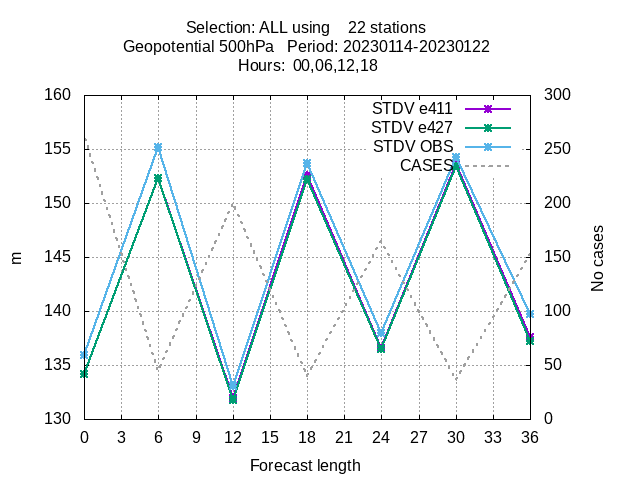 Selection: ALL using    22 stations
Geopotential 500hPa   Period: 20230114-20230122
Hours:  00,06,12,18
160
155
150
145
140
135
130
m
300
250
200
150
100
50
0
No cases
STDV e411
STDV e427
STDV OBS
CASES
0 3 6 9 12 15 18 21 24 27 30 33 36
Forecast length